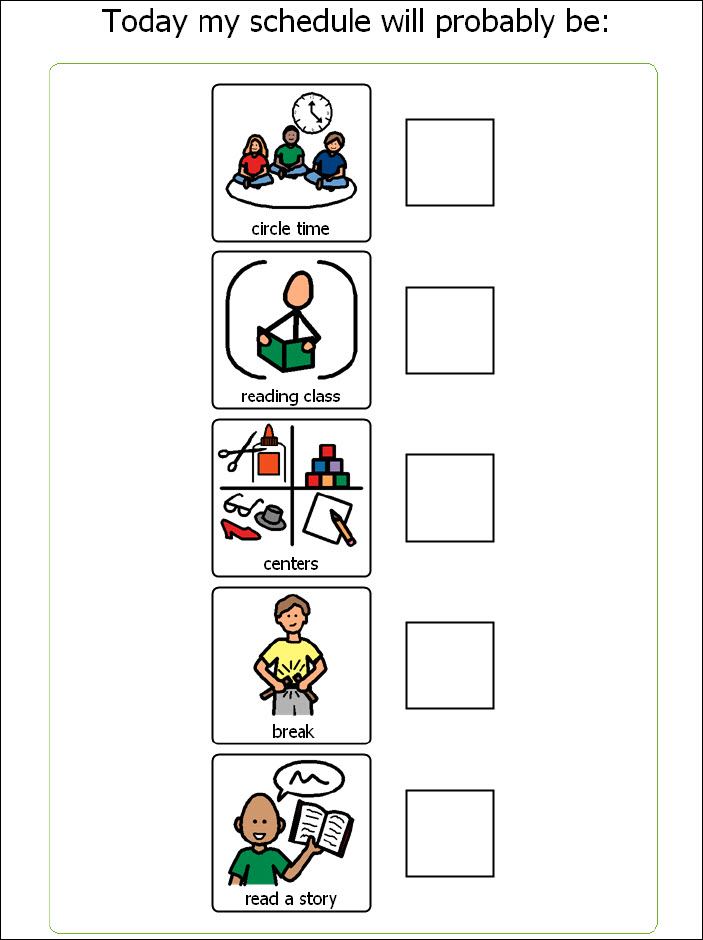 Today my schedule will probably be:
circle time
reading class
centers
break
read a story